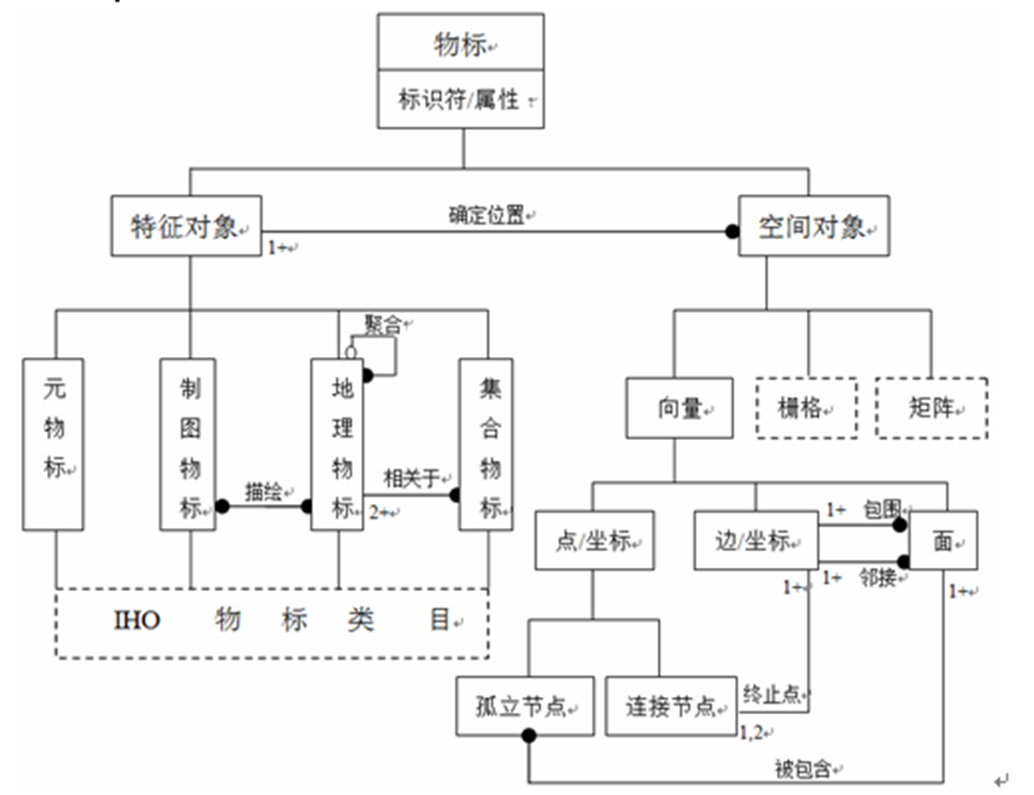 物标
标识符/属性
特征对象
确定位置
空间对象
1+
聚合
元物标
制图物标
地理物标
集合物标
描绘
相关于
2+
向量
栅格
矩阵
点/坐标
边/坐标
1+
包围
面
1+
邻接
1+
1+
IHO 物标类目
孤立节点
连接节点
终止点
1,2
被包含